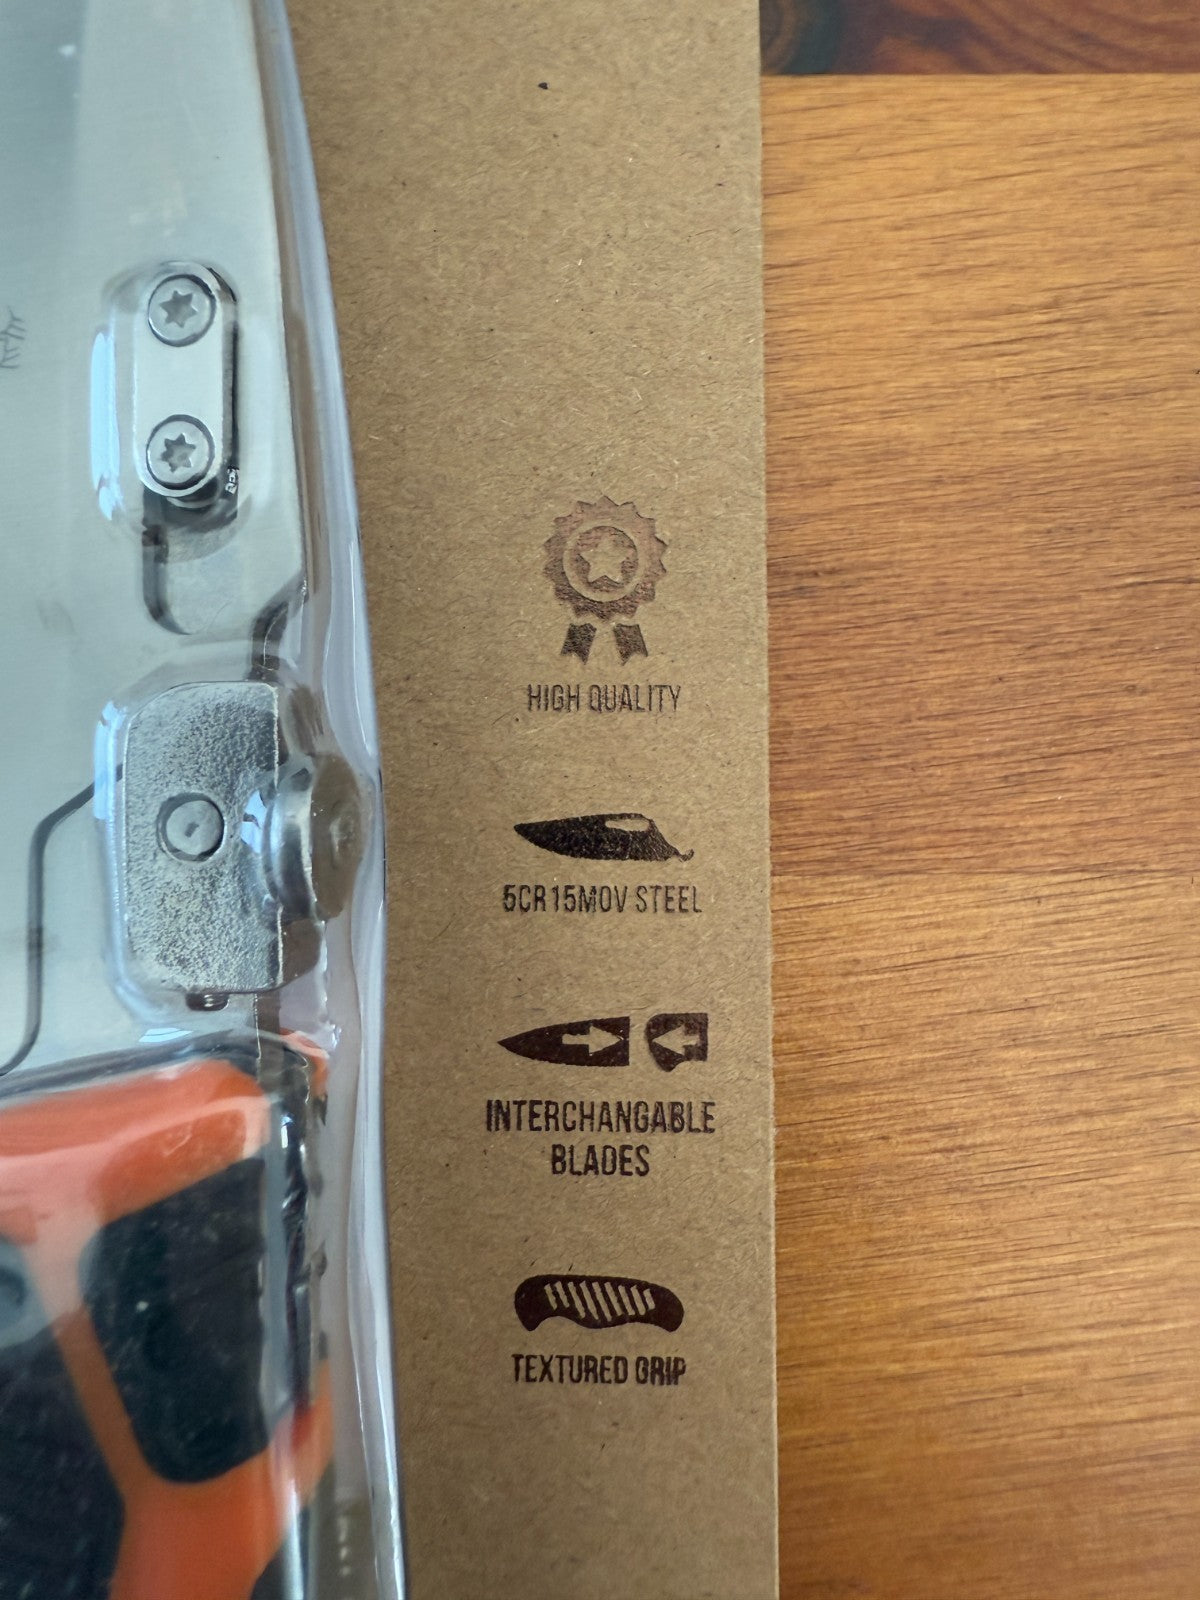 HIGH QUALITY
5CR15MOV STEEL
INTERCHANGABLE
BLADES
TEXTURED GRIP